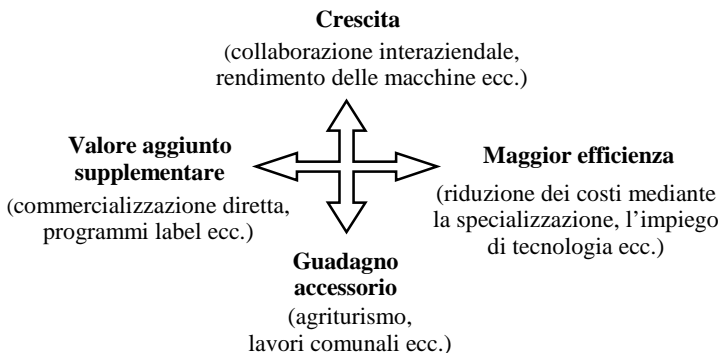 Crescita
(collaborazione interaziendale,
rendimento delle macchine ecc.)
Valore aggiunto
supplementare
(commercializzazione diretta,
programmi label ecc.)
Maggior efficienza
(riduzione dei costi mediante
la specializzazione, l'impiego
di tecnologia ecc.)
Guadagno
accessorio
(agriturismo,
lavori comunali ecc.)